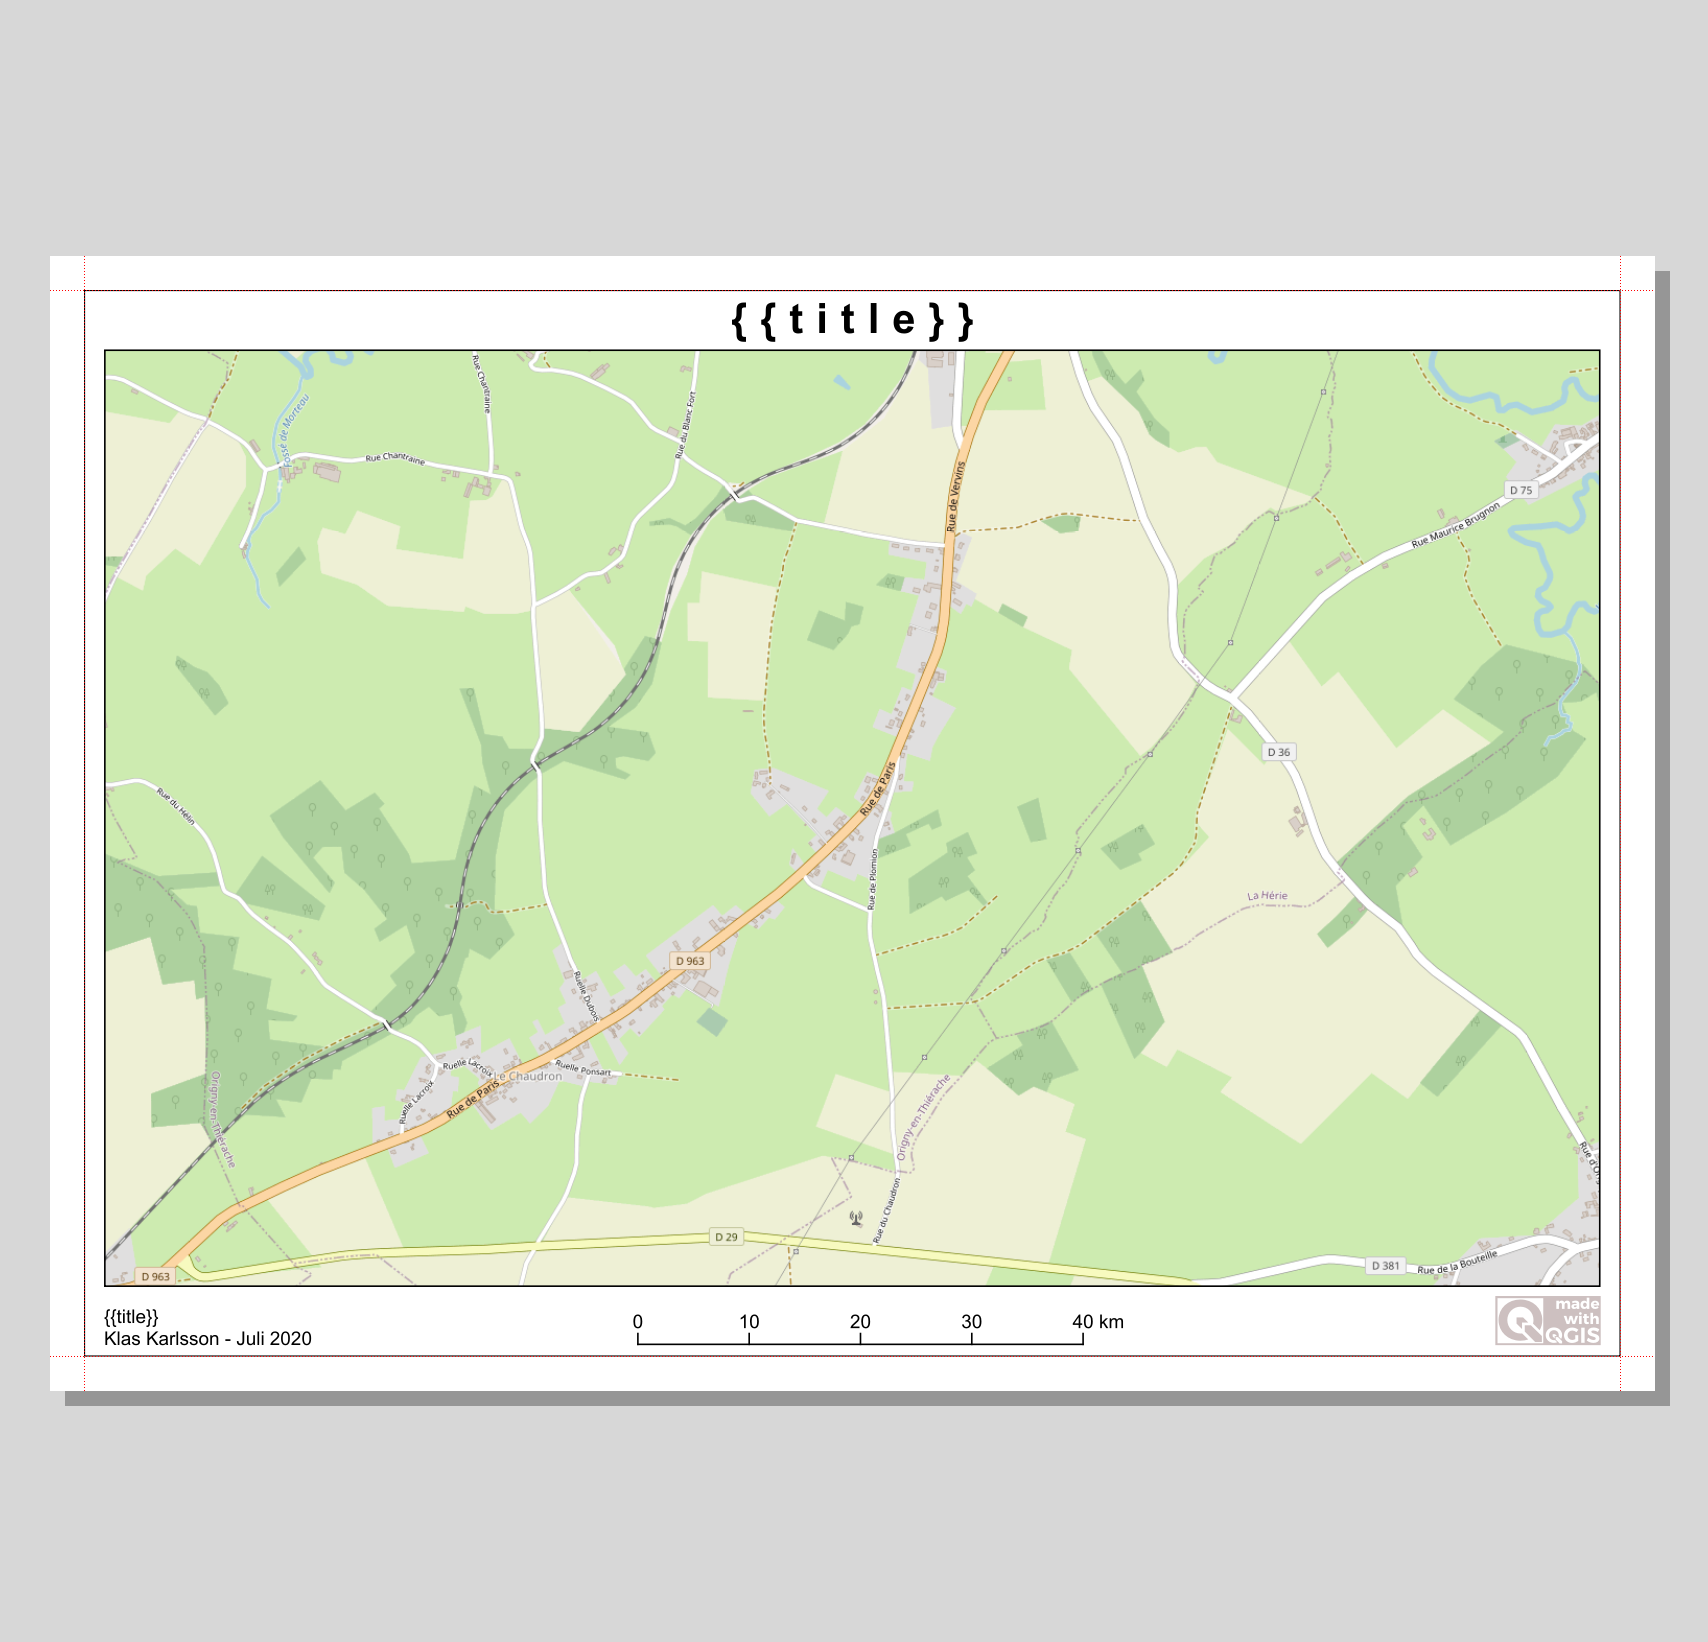 {{title}}
Rue Chantraine
Fossé de Morteau
Rue Chantraine
Rue du Blanc Fort
Rue de Vervins
D 75
Rue Maurice Brugnon
D 36
Rue du Hélin
Rue de Paris
Rue de Plomion
La Hérie
D 963
Ruelle Dubois
Ruelle Lacroix
Le Chaudron
Ruelle Ponsart
Ruelle Lacroix
Rue de Paris
Origny-en-Thiérache
Origny-en-Thiérache
Rue du Chaudron
D 29
D 963
D 381
Rue de la Bouteille
{{title}}
Klas Karlsson - Juli 2020
0 10 20 30 40 km
made
with
QGIS